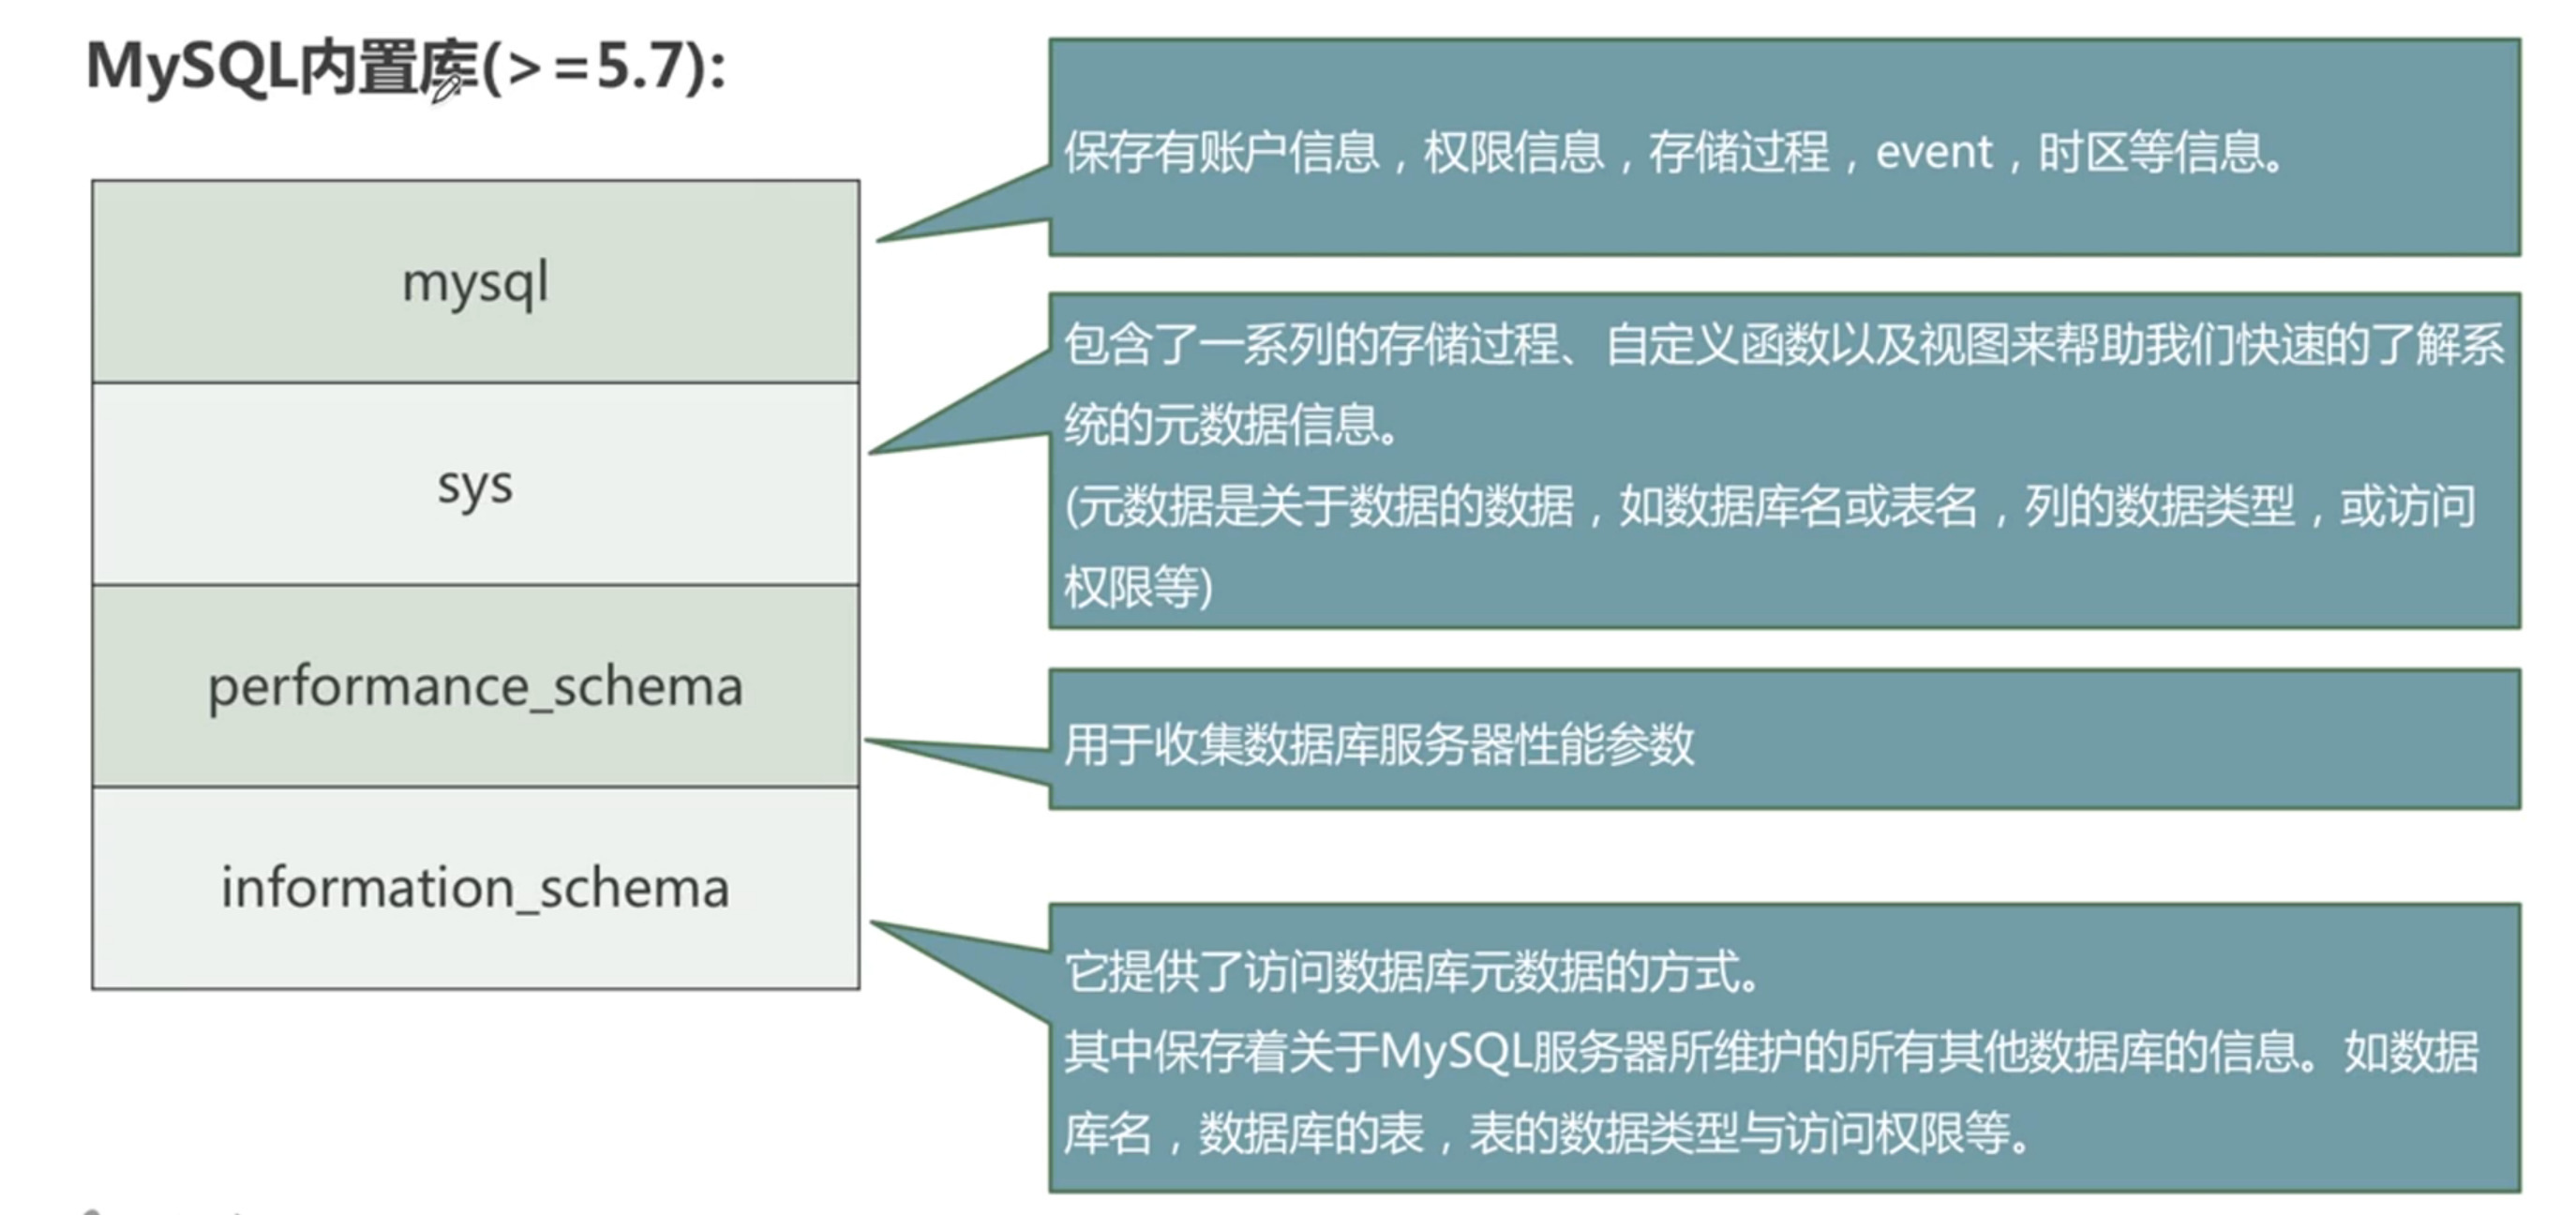 MySQL内置库(>=5.7):
mysql
保存有账户信息，权限信息，存储过程，event，时区等信息。
sys
包含了一系列的存储过程、自定义函数以及视图来帮助我们快速的了解系
统的元数据信息。
(元数据是关于数据的数据，如数据库名或表名，列的数据类型，或访问
权限等)
performance_schema
用于收集数据库服务器性能参数
information_schema
它提供了访问数据库元数据的方式。
其中保存着关于MySQL服务器所维护的所有其他数据库的信息。如数据
库名，数据库的表，表的数据类型与访问权限等。